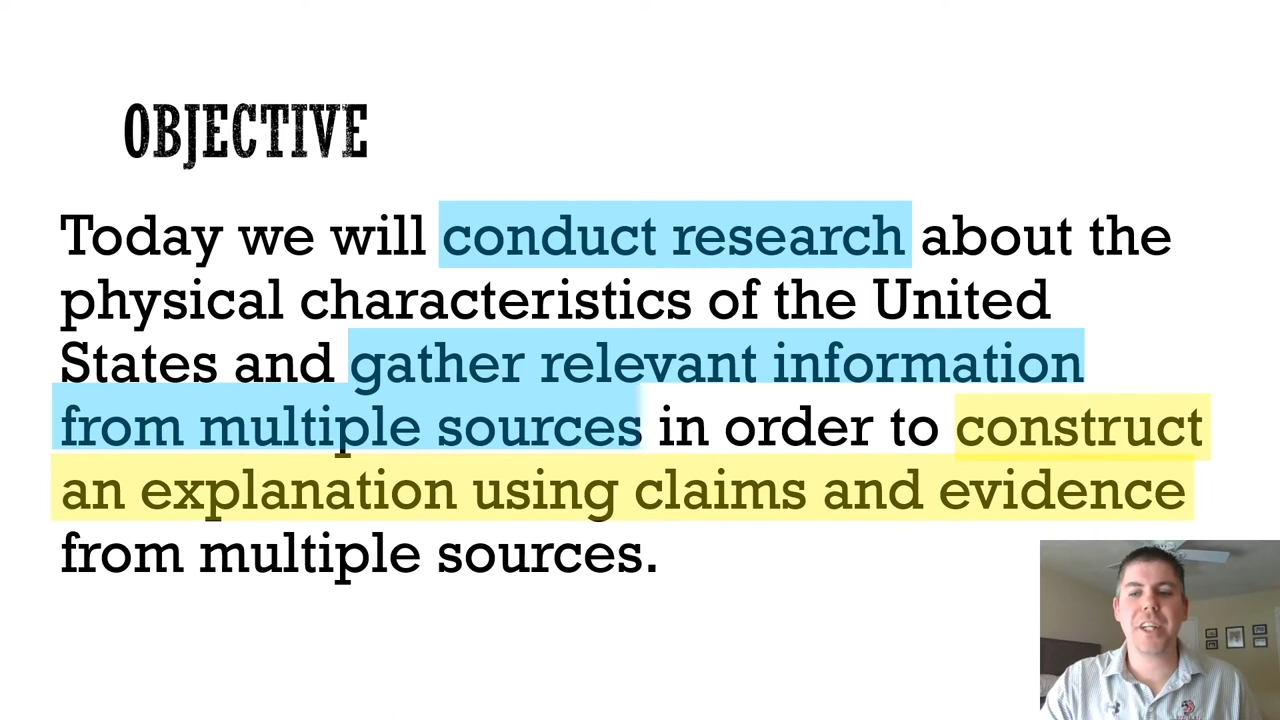 OBJECTIVE
Today we will conduct research about the
physical characteristics of the United
States and gather relevant information
from multiple sources in order to construct
an explanation using claims and evidence
from multiple sources.